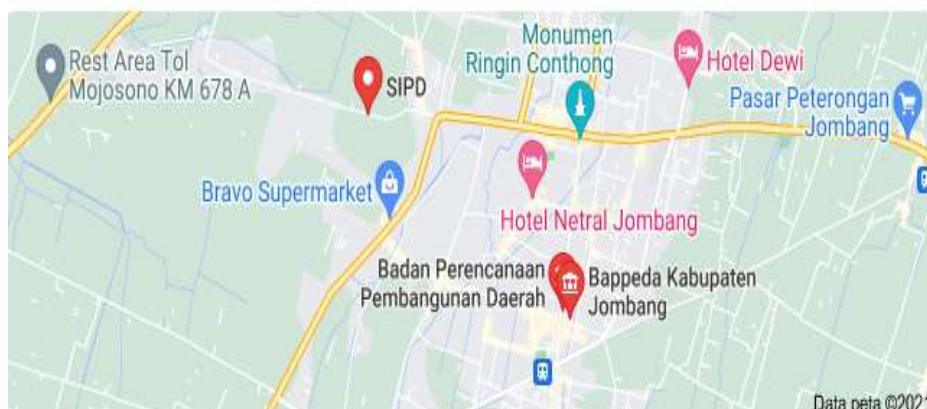 Rest Area Tol
Mojosono KM 678 A
SIPD
Monumen
Ringin Conthong
Hotel Dewi
Pasar Peterongan
Jombang
Bravo Supermarket
Hotel Netral Jombang
Badan Perencanaan
Pembangunan Daerah
Bappeda Kabupaten
Jombang
Data peta ©2021